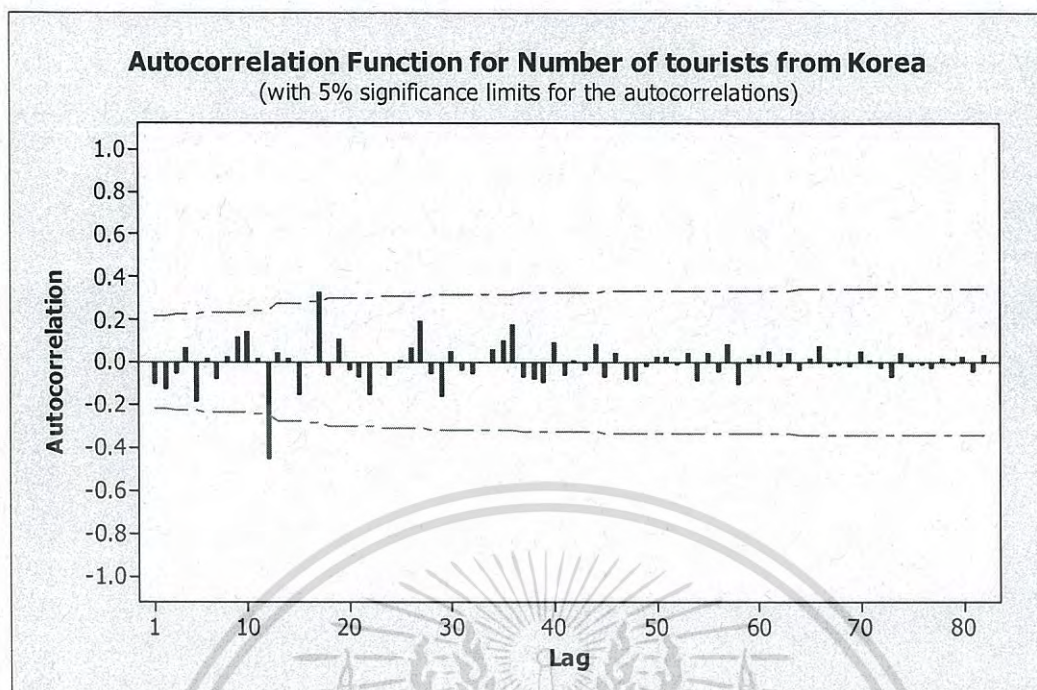 Autocorrelation Function for Number of tourists from Korea
(with 5% significance limits for the autocorrelations)
Autocorrelation
1.0
0.8
0.6
0.4
0.2
0.0
-0.2
-0.4
-0.6
-0.8
-1.0
1 10 20 30 40 50 60 70 80
Lag